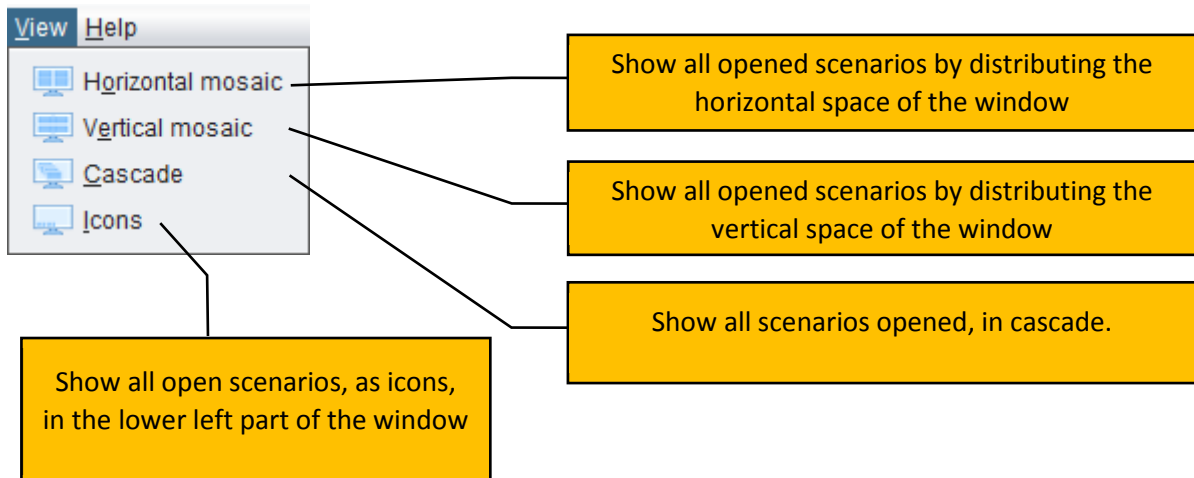 View Help
Horizontal mosaic
Vertical mosaic
Cascade
Icons
Show all opened scenarios by distributing the
horizontal space of the window
Show all opened scenarios by distributing the
vertical space of the window
Show all scenarios opened, in cascade.
Show all open scenarios, as icons,
in the lower left part of the window